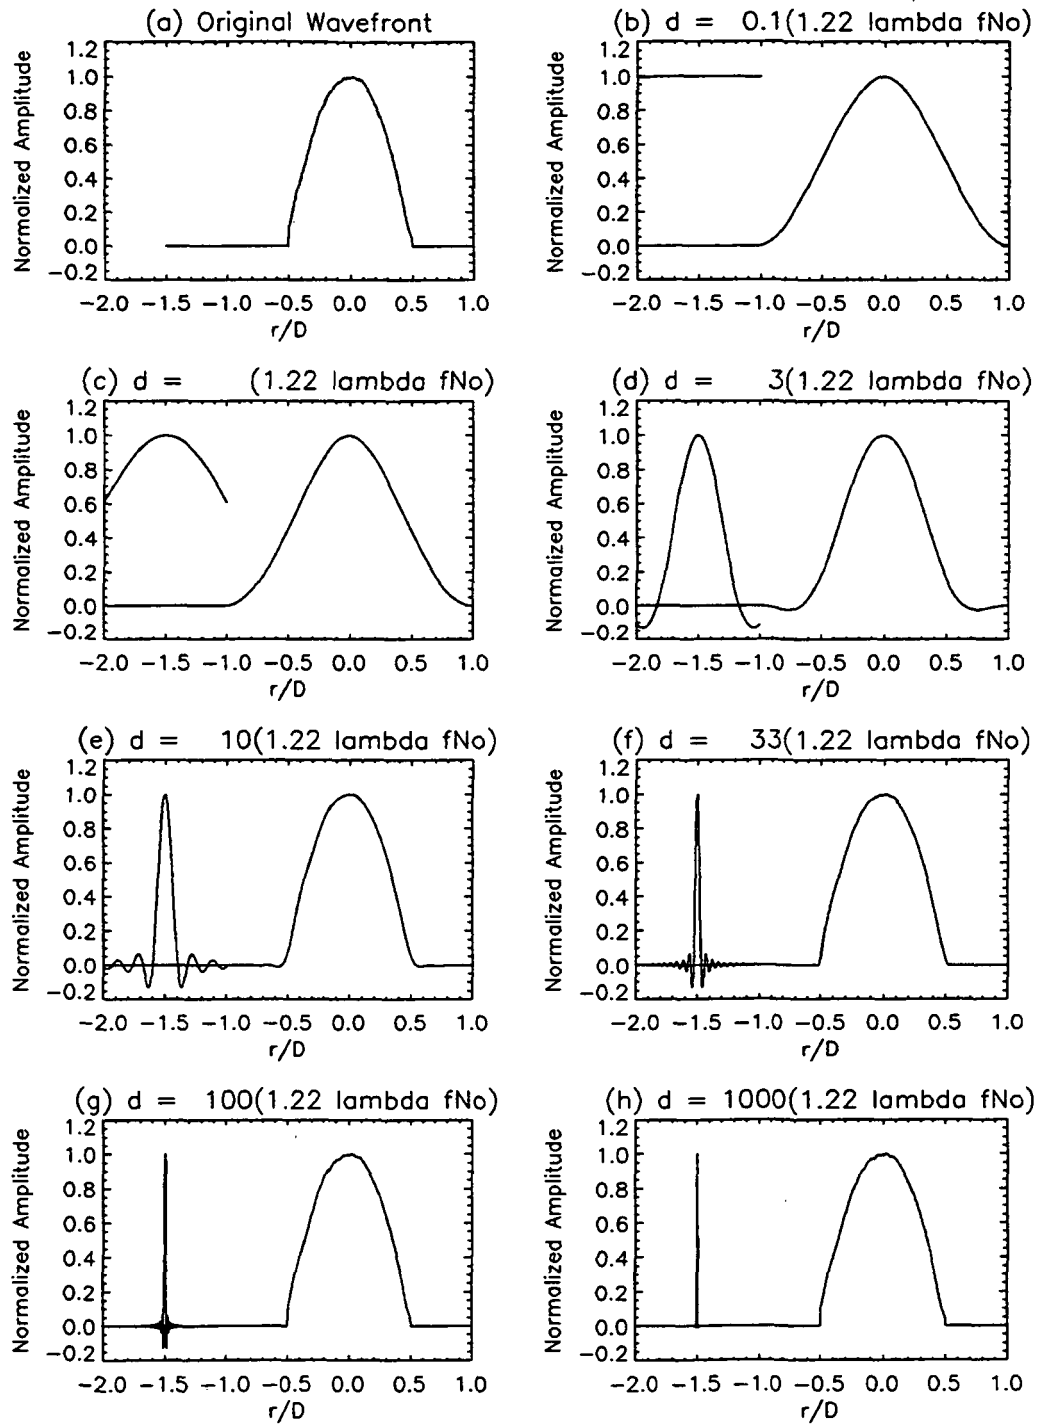 (a) Original Wavefront
Normalized Amplitude
1.2
1.0
0.8
0.6
0.4
0.2
0.0
−0.2
−2.0 −1.5 −1.0 −0.5 0.0 0.5 1.0
r/D
(b) d = 0.1(1.22 lambda fNo)
Normalized Amplitude
1.2
1.0
0.8
0.6
0.4
0.2
0.0
−0.2
−2.0 −1.5 −1.0 −0.5 0.0 0.5 1.0
r/D
(c) d = (1.22 lambda fNo)
Normalized Amplitude
1.2
1.0
0.8
0.6
0.4
0.2
0.0
−0.2
−2.0 −1.5 −1.0 −0.5 0.0 0.5 1.0
r/D
(d) d = 3(1.22 lambda fNo)
Normalized Amplitude
1.2
1.0
0.8
0.6
0.4
0.2
0.0
−0.2
−2.0 −1.5 −1.0 −0.5 0.0 0.5 1.0
r/D
(e) d = 10(1.22 lambda fNo)
Normalized Amplitude
1.2
1.0
0.8
0.6
0.4
0.2
0.0
−0.2
−2.0 −1.5 −1.0 −0.5 0.0 0.5 1.0
r/D
(f) d = 33(1.22 lambda fNo)
Normalized Amplitude
1.2
1.0
0.8
0.6
0.4
0.2
0.0
−0.2
−2.0 −1.5 −1.0 −0.5 0.0 0.5 1.0
r/D
(g) d = 100(1.22 lambda fNo)
Normalized Amplitude
1.2
1.0
0.8
0.6
0.4
0.2
0.0
−0.2
−2.0 −1.5 −1.0 −0.5 0.0 0.5 1.0
r/D
(h) d = 1000(1.22 lambda fNo)
Normalized Amplitude
1.2
1.0
0.8
0.6
0.4
0.2
0.0
−0.2
−2.0 −1.5 −1.0 −0.5 0.0 0.5 1.0
r/D